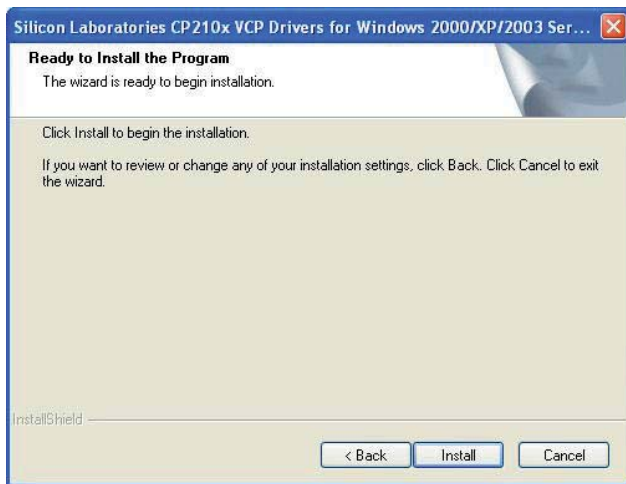 Silicon Laboratories CP210x VCP Drivers for Windows 2000/XP/2003 Ser...
Ready to Install the Program
The wizard is ready to begin installation.
Click Install to begin the installation.
If you want to review or change any of your installation settings, click Back. Click Cancel to exit
the wizard.
InstallShield
< Back
Install
Cancel